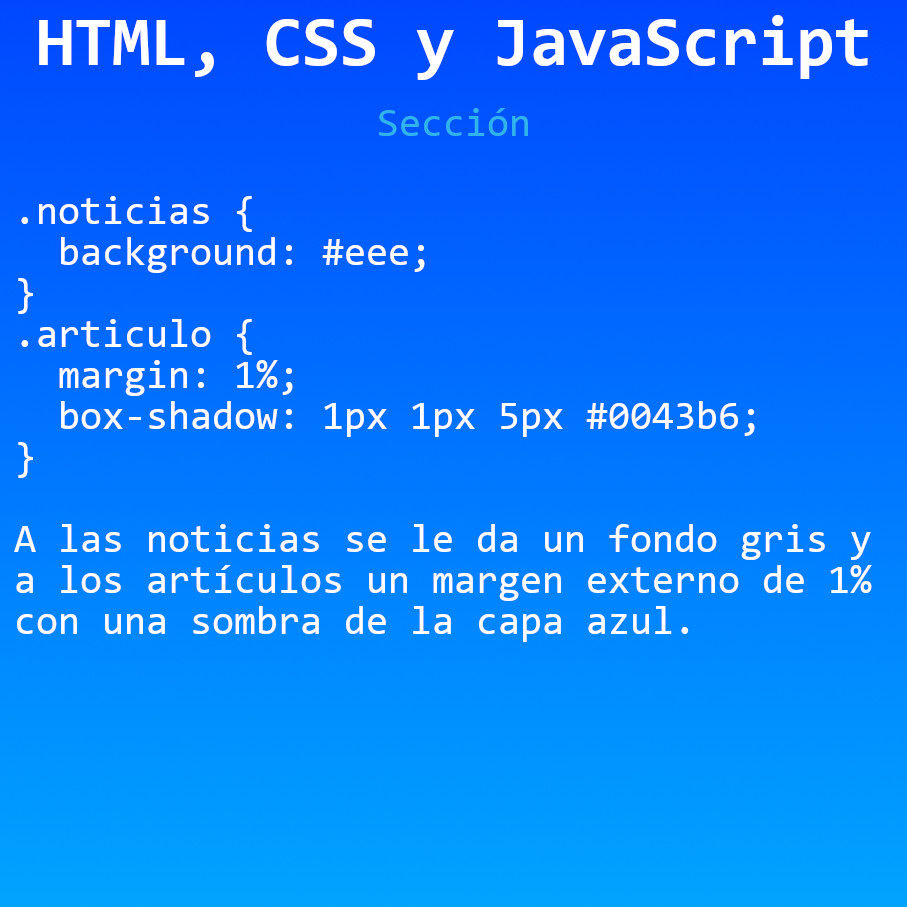 HTML, CSS y JavaScript
Sección
.noticias {
  background: #eee;
}
.articulo {
  margin: 1%;
  box-shadow: 1px 1px 5px #0043b6;
}
A las noticias se le da un fondo gris y
a los artículos un margen externo de 1%
con una sombra de la capa azul.